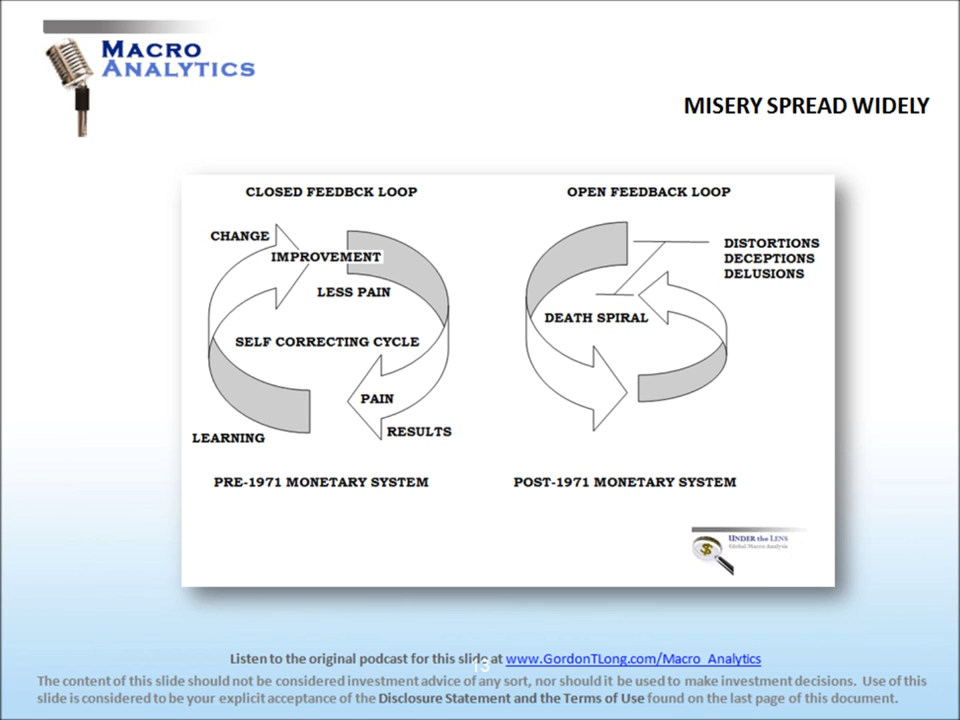 MACRO
ANALYTICS
MISERY SPREAD WIDELY
CLOSED FEEDBCK LOOP
CHANGE
IMPROVEMENT
LESS PAIN
SELF CORRECTING CYCLE
PAIN
RESULTS
LEARNING
PRE-1971 MONETARY SYSTEM
OPEN FEEDBACK LOOP
DISTORTIONS
DECEPTIONS
DELUSIONS
DEATH SPIRAL
POST-1971 MONETARY SYSTEM
$
UNDER the LENS
Global Macro Analysis
13
Listen to the original podcast for this slide at www.GordonTLong.com/Macro_Analytics
The content of this slide should not be considered investment advice of any sort, nor should it be used to make investment decisions. Use of this
slide is considered to be your explicit acceptance of the Disclosure Statement and the Terms of Use found on the last page of this document.